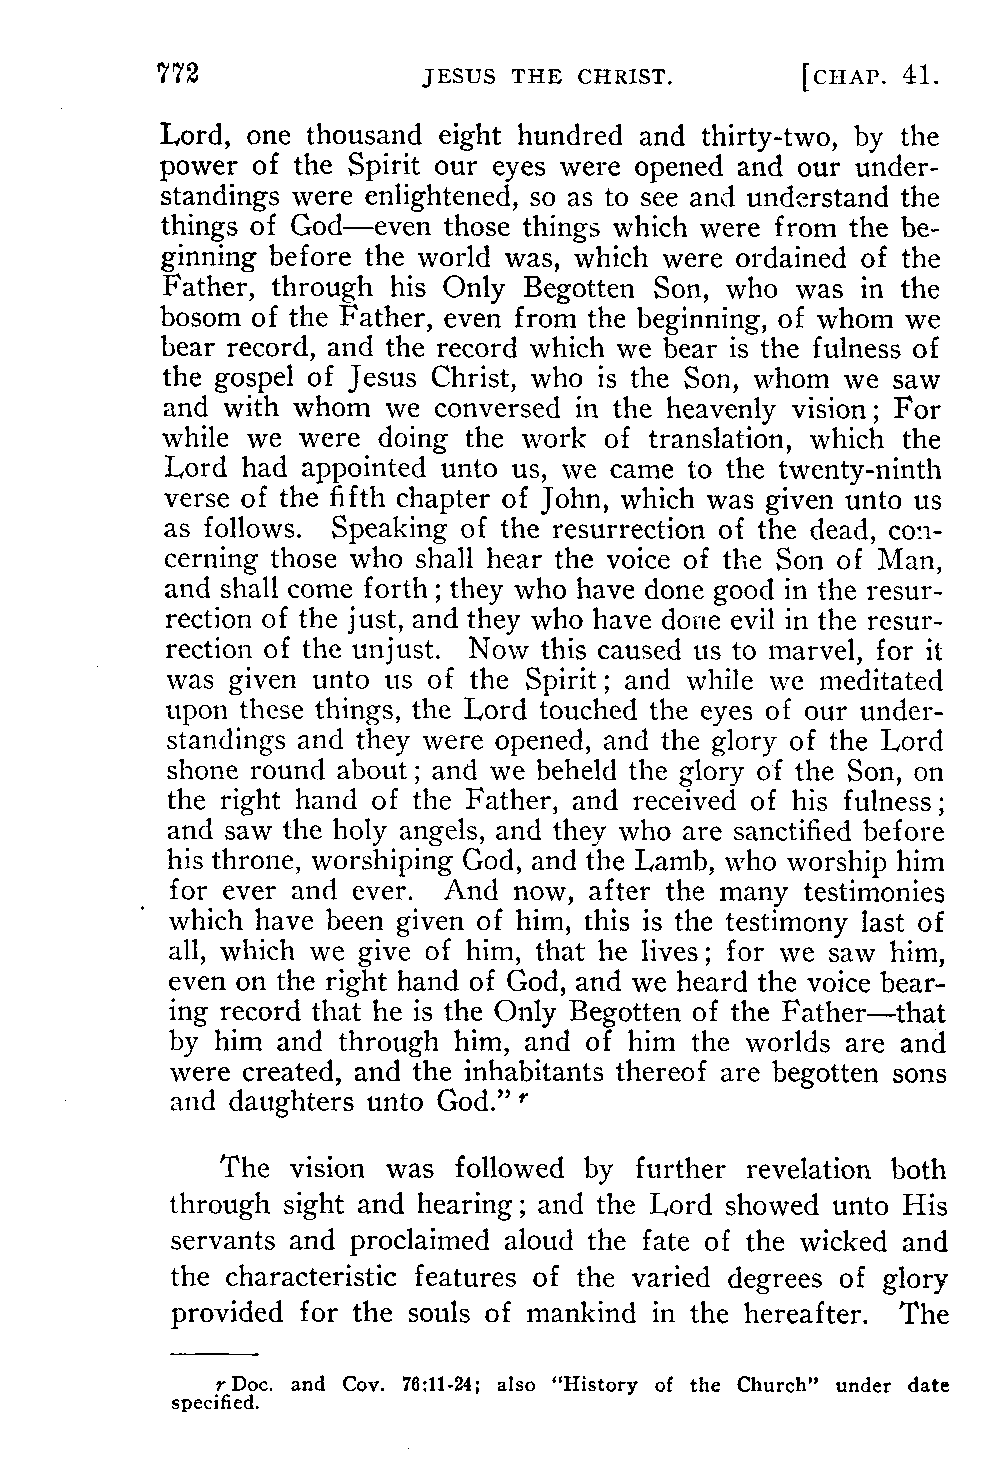 772 JESUS THE CHRIST. [CHAP. 41.
Lord, one thousand eight hundred and thirty-two, by the
power of the Spirit our eyes were opened and our under-
standings were enlightened, so as to see and understand the
things of God—even those things which were from the be-
ginning before the world was, which were ordained of the
Father, through his Only Begotten Son, who was in the
bosom of the Father, even from the beginning, of whom we
bear record, and the record which we bear is the fulness of
the gospel of Jesus Christ, who is the Son, whom we saw
and with whom we conversed in the heavenly vision; For
while we were doing the work of translation, which the
Lord had appointed unto us, we came to the twenty-ninth
verse of the fifth chapter of John, which was given unto us
as follows. Speaking of the resurrection of the dead, con-
cerning those who shall hear the voice of the Son of Man,
and shall come forth; they who have done good in the resur-
rection of the just, and they who have done evil in the resur-
rection of the unjust. Now this caused us to marvel, for it
was given unto us of the Spirit; and while we meditated
upon these things, the Lord touched the eyes of our under-
standings and they were opened, and the glory of the Lord
shone round about; and we beheld the glory of the Son, on
the right hand of the Father, and received of his fulness;
and saw the holy angels, and they who are sanctified before
his throne, worshiping God, and the Lamb, who worship him
for ever and ever. And now, after the many testimonies
which have been given of him, this is the testimony last of
all, which we give of him, that he lives; for we saw him,
even on the right hand of God, and we heard the voice bear-
ing record that he is the Only Begotten of the Father—that
by him and through him, and of him the worlds are and
were created, and the inhabitants thereof are begotten sons
and daughters unto God." r
The vision was followed by further revelation both
through sight and hearing; and the Lord showed unto His
servants and proclaimed aloud the fate of the wicked and
the characteristic features of the varied degrees of glory
provided for the souls of mankind in the hereafter. The
r Doc. and Cov. 76:11-24; also "History of the Church" under date
specified.